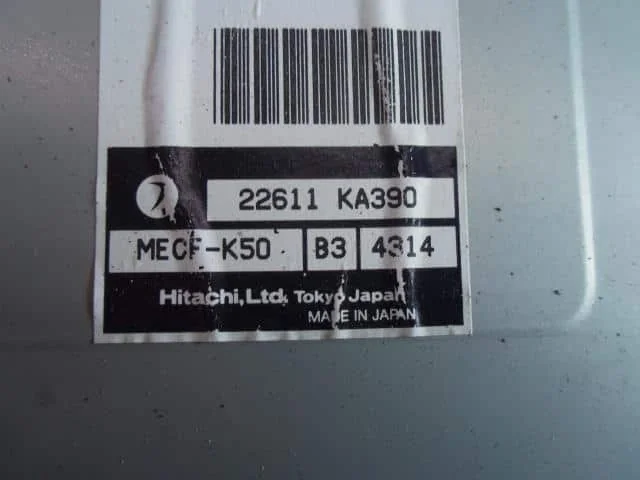 22611 KA390
MECF-K50 B3 4314
Hitachi,Ltd. Tokyo Japan
MADE IN JAPAN